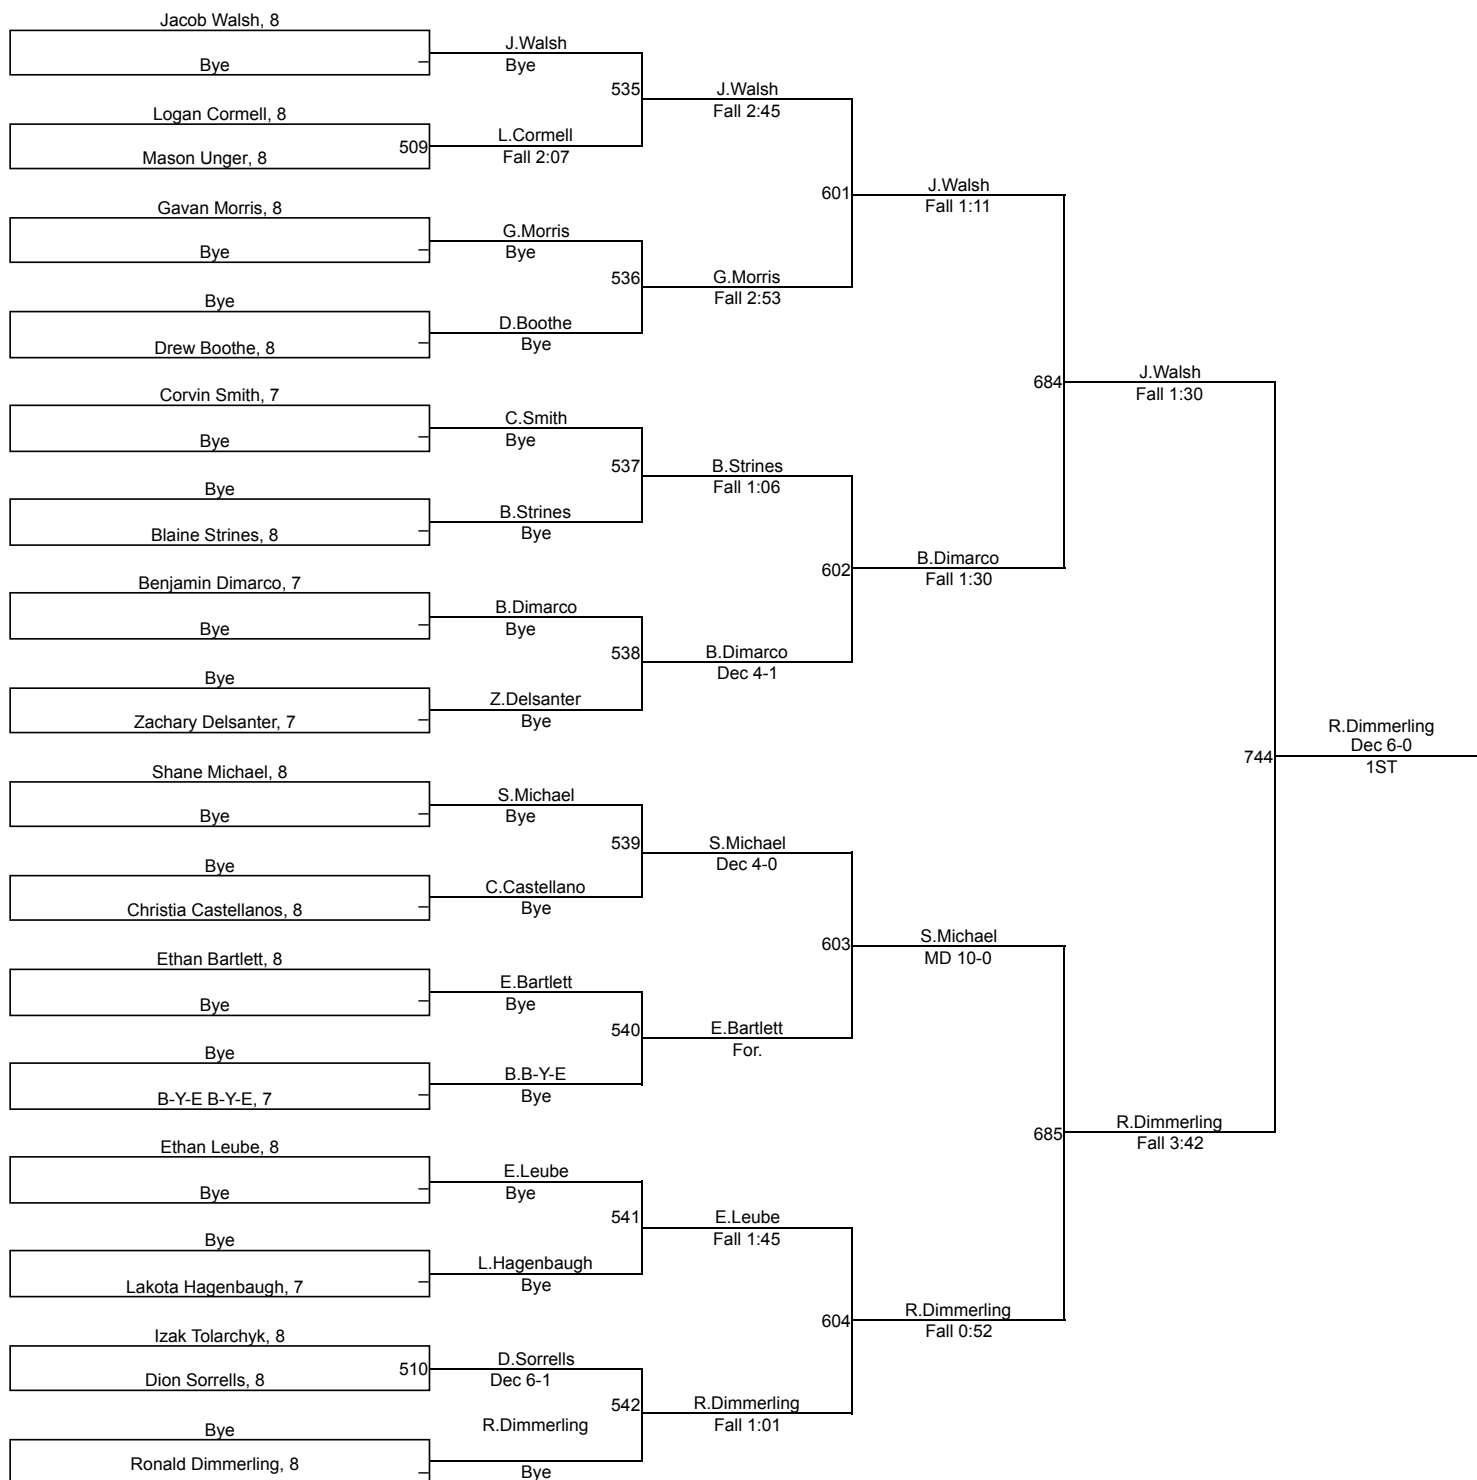 Jacob Walsh, 8
Bye
J.Walsh
Bye
535
J.Walsh
Fall 2:45
Logan Cormell, 8
Mason Unger, 8
509
L.Cormell
Fall 2:07
601
J.Walsh
Fall 1:11
Gavan Morris, 8
Bye
G.Morris
Bye
536
G.Morris
Fall 2:53
Bye
Drew Boothe, 8
D.Boothe
Bye
684
J.Walsh
Fall 1:30
Corvin Smith, 7
Bye
C.Smith
Bye
537
B.Strines
Fall 1:06
Bye
Blaine Strines, 8
B.Strines
Bye
602
B.Dimarco
Fall 1:30
Benjamin Dimarco, 7
Bye
B.Dimarco
Bye
538
B.Dimarco
Dec 4-1
Bye
Zachary Delsanter, 7
Z.Delsanter
Bye
744
R.Dimmerling
Dec 6-0
1ST
Shane Michael, 8
Bye
S.Michael
Bye
539
S.Michael
Dec 4-0
Bye
Christia Castellanos, 8
C.Castellano
Bye
603
S.Michael
MD 10-0
Ethan Bartlett, 8
Bye
E.Bartlett
Bye
540
E.Bartlett
For.
Bye
B-Y-E B-Y-E, 7
B.B-Y-E
Bye
685
R.Dimmerling
Fall 3:42
Ethan Leube, 8
Bye
E.Leube
Bye
541
E.Leube
Fall 1:45
Bye
Lakota Hagenbaugh, 7
L.Hagenbaugh
Bye
604
R.Dimmerling
Fall 0:52
Izak Tolarchyk, 8
Dion Sorrells, 8
510
D.Sorrells
Dec 6-1
542
R.Dimmerling
Fall 1:01
Bye
Ronald Dimmerling, 8
R.Dimmerling
Bye